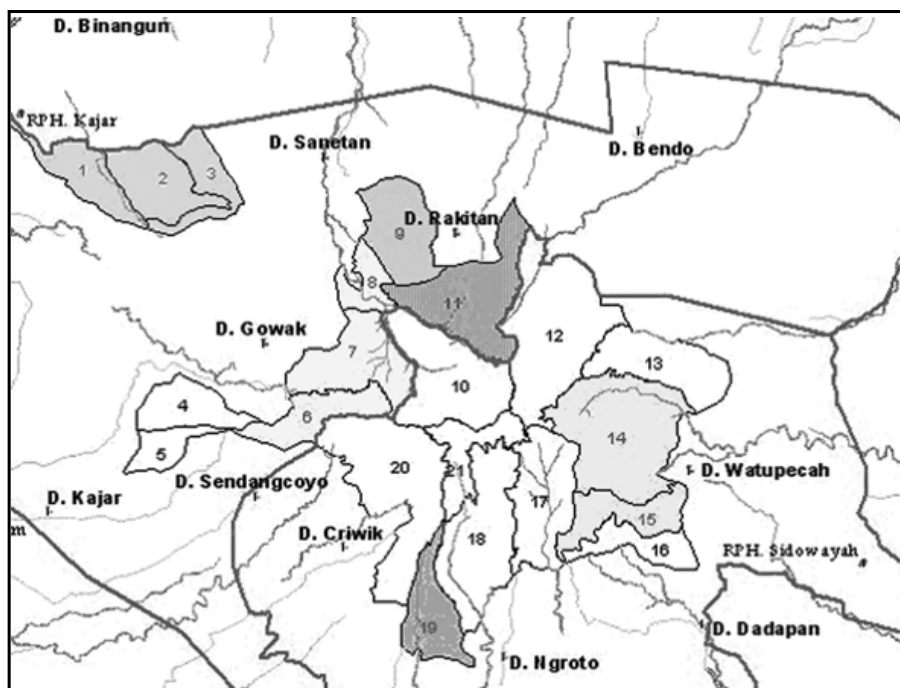 D. Binangun
RPH. Kajar
D. Sanetan
D. Bendo
1
2
3
D. Rakitan
9
8
11
D. Gowak
12
7
13
10
4
6
14
5
20
21
D. Watupecah
D. Sendangcoyo
17
D. Kajar
15
m
D. Criwik
18
16
RPH. Sidowayah
19
D. Dadapan
D. Ngroto